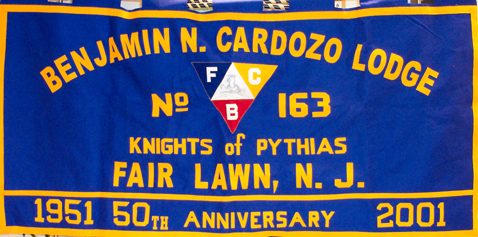 BENJAMIN N. CARDOZO LODGE
F C
B
No 163
KNIGHTS of PYTHIAS
FAIR LAWN, N. J.
1951 50TH ANNIVERSARY 2001